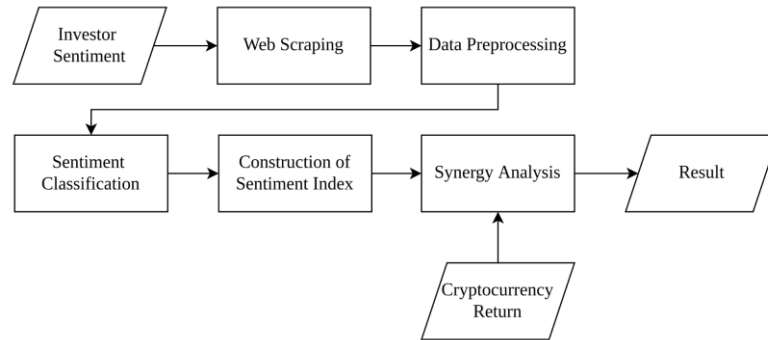 Investor
Sentiment
Web Scraping
Data Preprocessing
Sentiment
Classification
Construction of
Sentiment Index
Synergy Analysis
Result
Cryptocurrency
Return